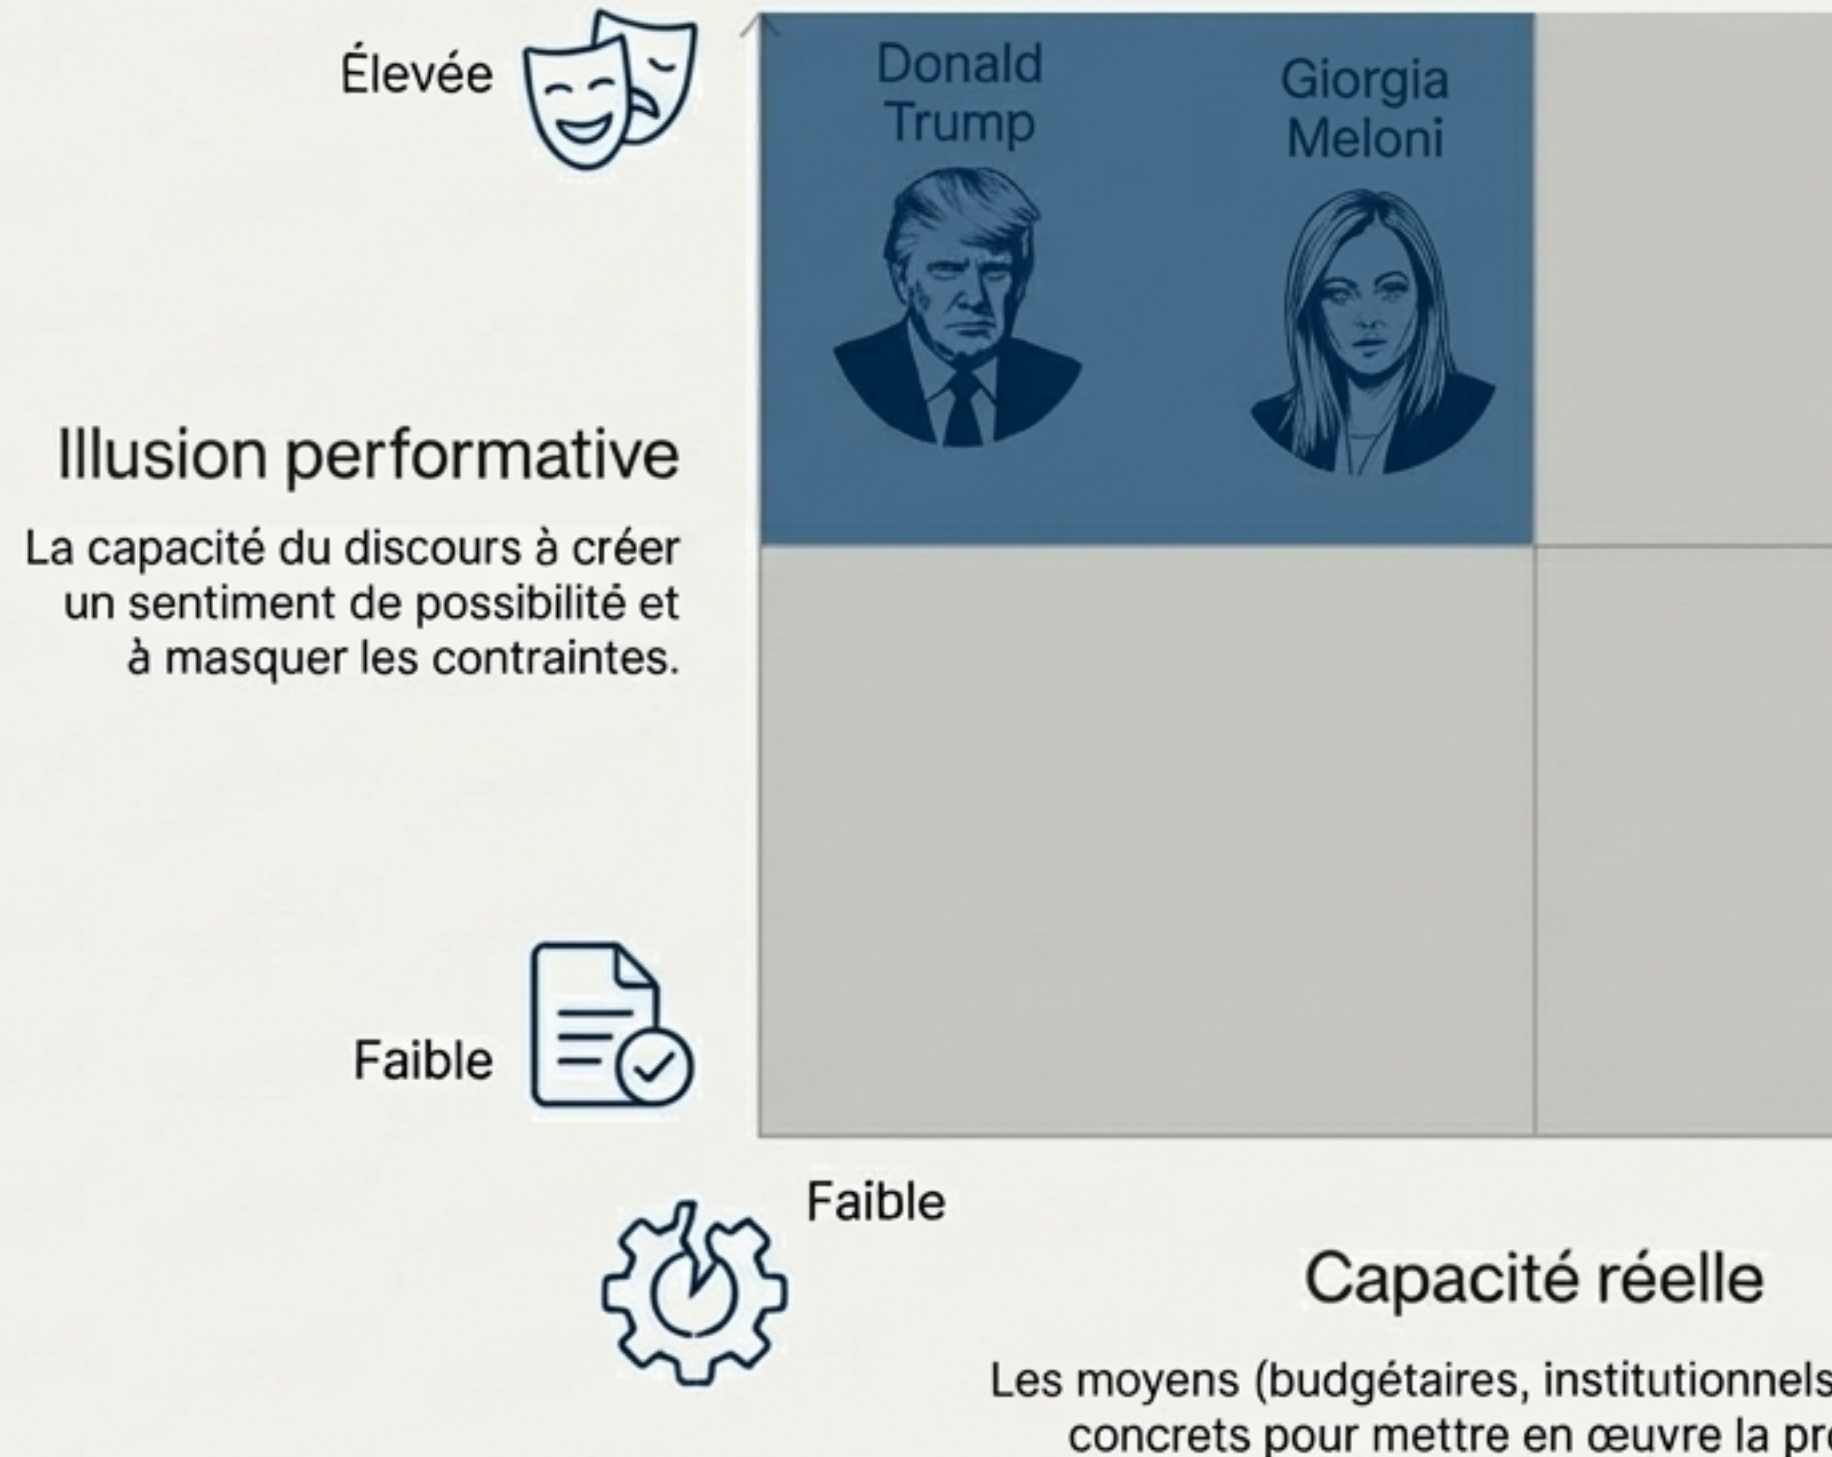 Élevée
Donald
Trump
Giorgia
Meloni
Illusion performative
La capacité du discours à créer
un sentiment de possibilité et
à masquer les contraintes.
Faible
Faible
Capacité réelle
Les moyens (budgétaires, institutionnels
concrets pour mettre en œuvre la